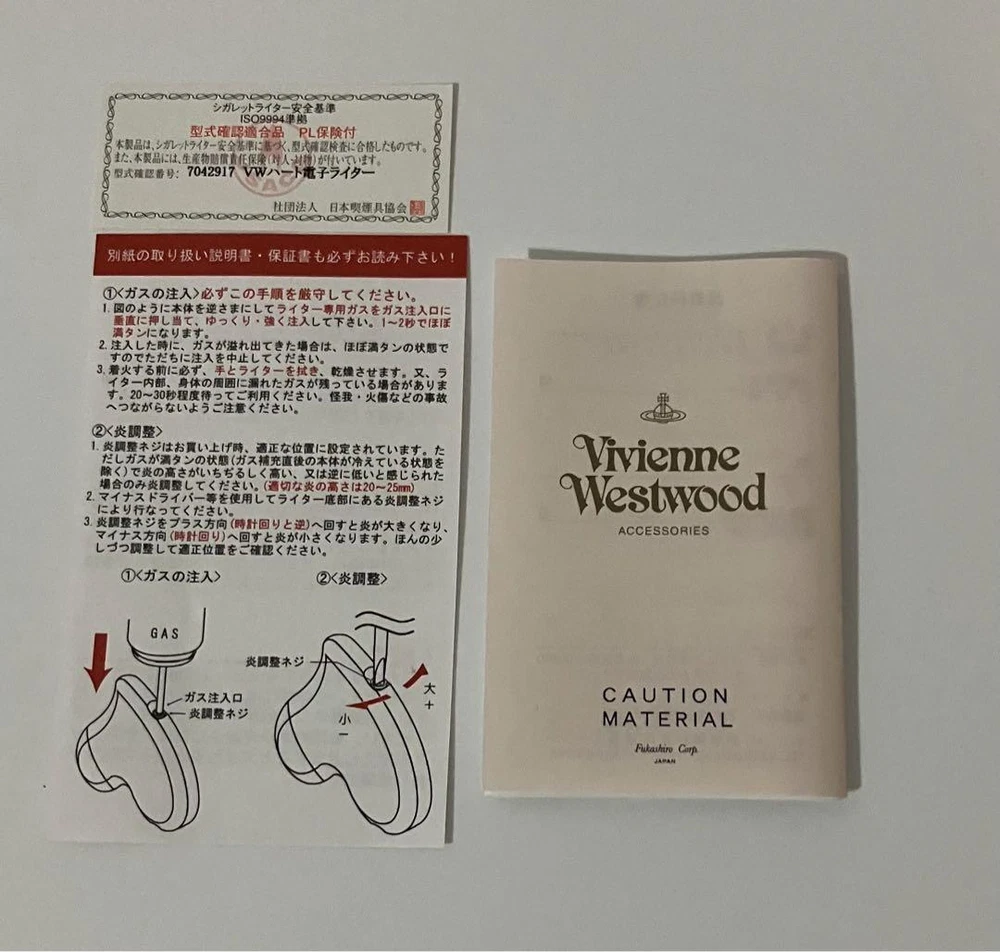 シガレットライター安全基準
ISO9994準拠
型式確認適合品 PL保険付
本製品は、シガレットライター安全基準に基づく、型式確認検査に合格したものです。
また、本製品には、生産物賠償責任保険(対人・対物)が付いています。
型式確認番号: 7042917 VWハート電子ライター
社団法人 日本喫煙具協会
別紙の取り扱い説明書・保証書も必ずお読み下さい!
①<ガスの注入>必ずこの手順を厳守してください。
1. 図のように本体を逆さまにしてライター専用ガスをガス注入口に
垂直に押し当て、ゆっくり・強く注入して下さい。1〜2秒でほぼ
満タンになります。
2. 注入した時に、ガスが溢れ出てきた場合は、ほぼ満タンの状態で
すのでただちに注入を中止してください。
3. 着火する前に必ず、手とライターを拭き、乾燥させます。又、ラ
イター内部、身体の周囲に漏れたガスが残っている場合がありま
す。20〜30秒程度待ってご利用ください。怪我・火傷などの事故
へつながらないようご注意ください。
②<炎調整>
1. 炎調整ネジはお買い上げ時、適正な位置に設定されています。た
だしガスが満タンの状態(ガス補充直後の本体が冷えている状態を
除く)で炎の高さがいちぢるしく高い、又は逆に低いと感じられた
場合のみ炎調整してください。(適切な炎の高さは20〜25mm)
2. マイナスドライバー等を使用してライター底部にある炎調整ネジ
により行なってください。
3. 炎調整ネジをプラス方向(時計回りと逆)へ回すと炎が大きくなり、
マイナス方向(時計回り)へ回すと炎が小さくなります。ほんの少
しづつ調整して適正位置をご確認ください。
①<ガスの注入>
②<炎調整>
GAS
ガス注入口
炎調整ネジ
炎調整ネジ
大
+
小
−
Vivienne
Westwood
ACCESSORIES
CAUTION
MATERIAL
Fukashiro Corp.
JAPAN